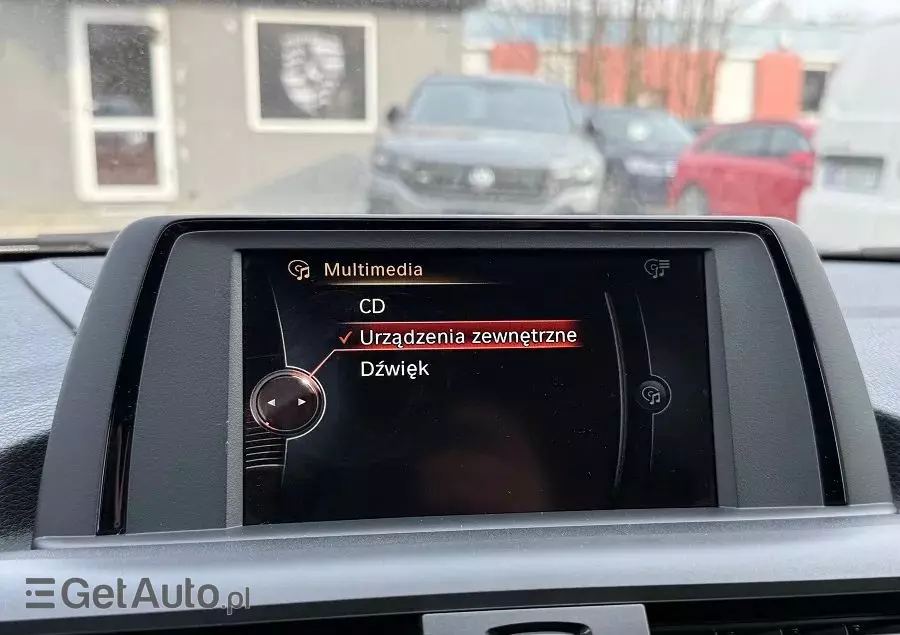 Multimedia
CD
Urządzenia zewnętrzne
Dźwięk
GetAuto.pl